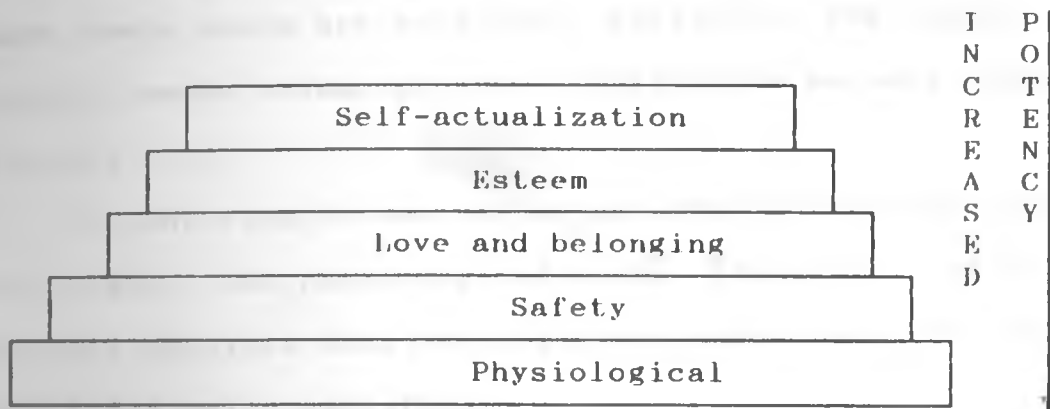 Self-actualization
Esteem
Love and belonging
Safety
Physiological
INCREASED
POTENCY